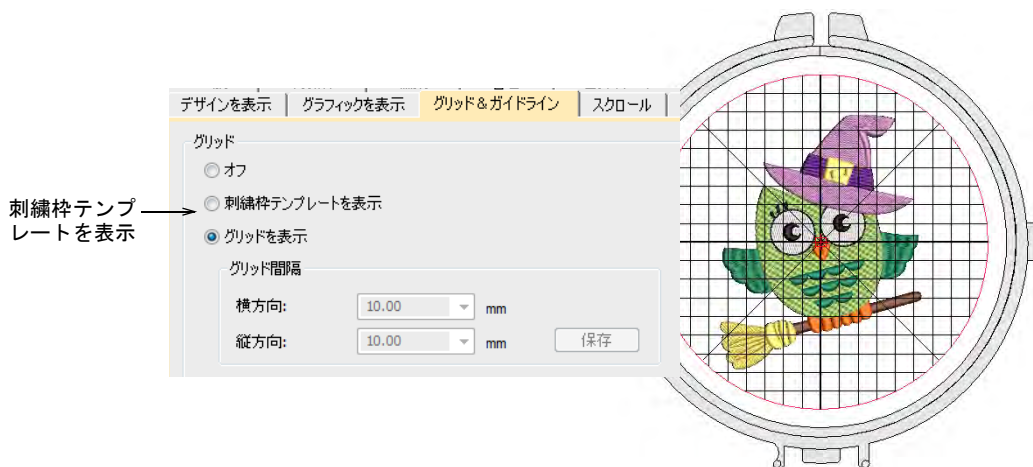 デザインを表示 グラフィックを表示 グリッド&ガイドライン スクロール
グリッド
オフ
刺繍枠テンプレートを表示
グリッドを表示
グリッド間隔
横方向: 10.00 mm
縦方向: 10.00 mm 保存
刺繍枠テンプ
レートを表示